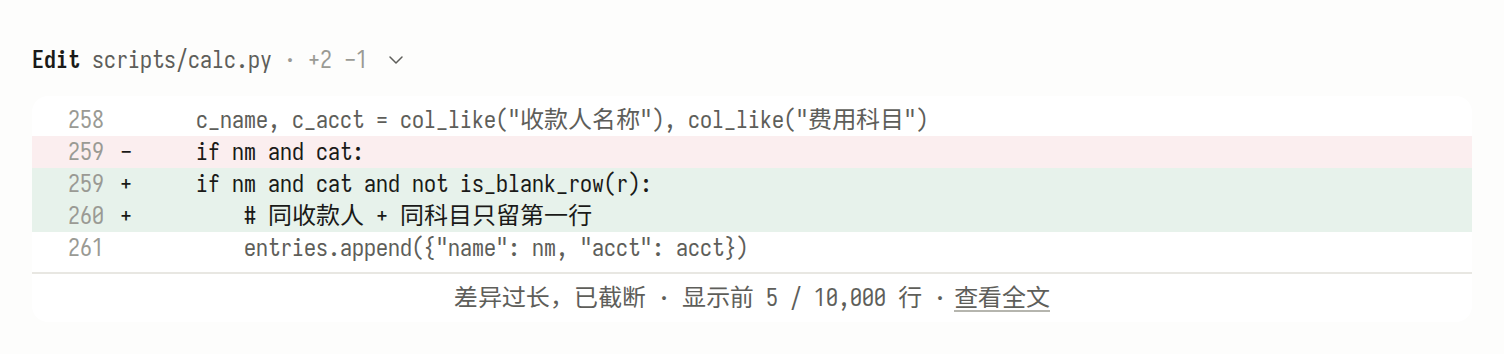 Edit scripts/calc.py · +2 -1
258 c_name, c_acct = col_like("收款人名称"), col_like("费用科目")
259 - if nm and cat:
259 + if nm and cat and not is_blank_row(r):
260 + # 同收款人 + 同科目只留第一行
261 entries.append({"name": nm, "acct": acct})
差异过长，已截断 · 显示前 5 / 10,000 行 · 查看全文